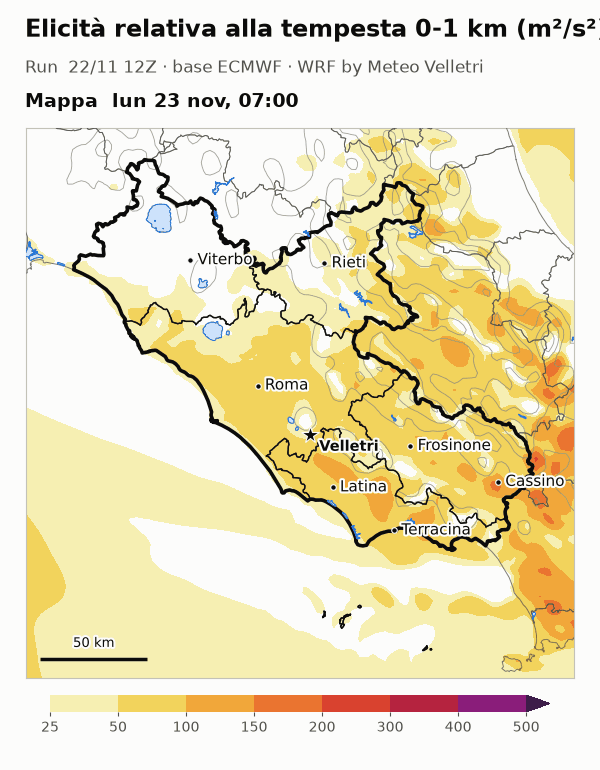 Elicità relativa alla tempesta 0-1 km (m²/s²)
Run 22/11 12Z · base ECMWF · WRF by Meteo Velletri
Mappa lun 23 nov, 07:00
Viterbo
Rieti
Roma
Velletri
Frosinone
Latina
Cassino
Terracina
50 km
25 50 100 150 200 300 400 500